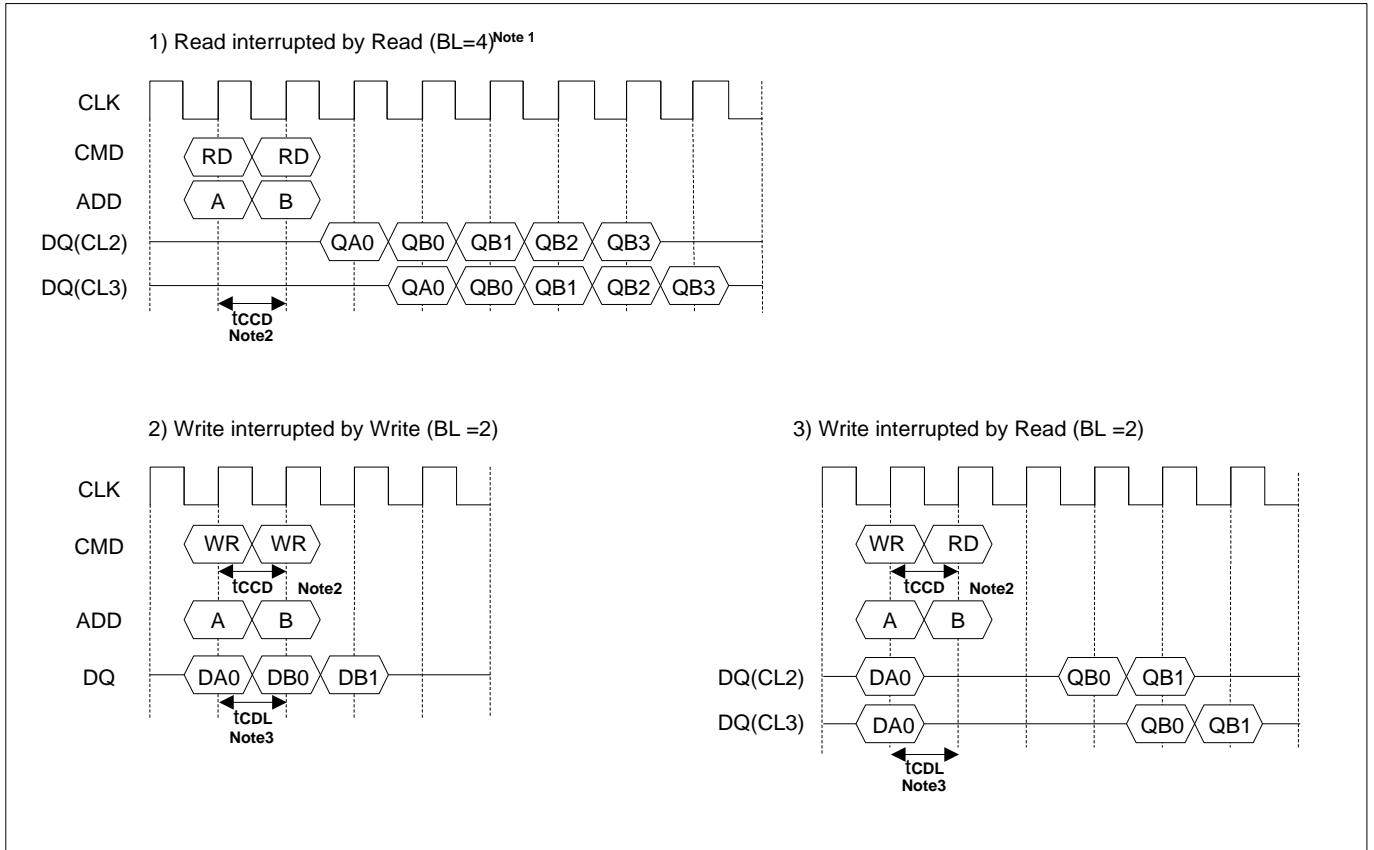 1) Read interrupted by Read (BL=4)Note 1
CLK
CMD RD RD
ADD A B
DQ(CL2) QA0 QB0 QB1 QB2 QB3
DQ(CL3) QA0 QB0 QB1 QB2 QB3
tCCD
Note2
2) Write interrupted by Write (BL =2)
CLK
CMD WR WR
tCCD Note2
ADD A B
DQ DA0 DB0 DB1
tCDL
Note3
3) Write interrupted by Read (BL =2)
WR RD
tCCD Note2
A B
DQ(CL2) DA0 QB0 QB1
DQ(CL3) DA0 QB0 QB1
tCDL
Note3